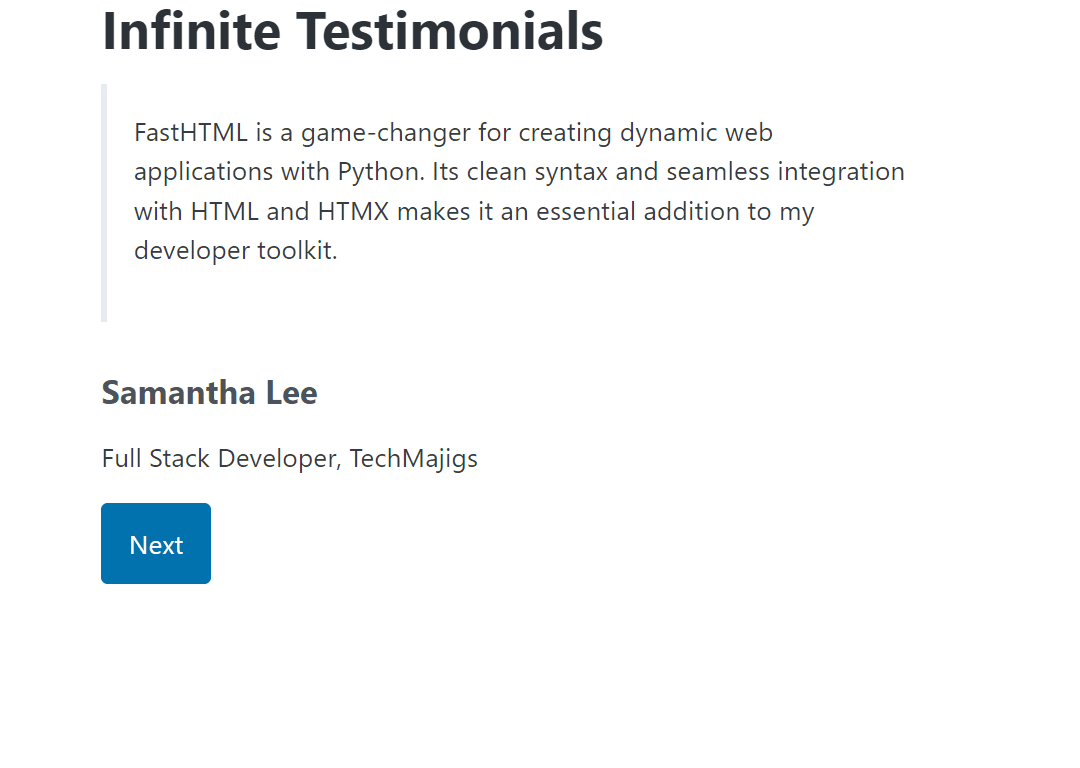 Infinite Testimonials
FastHTML is a game-changer for creating dynamic web
applications with Python. Its clean syntax and seamless integration
with HTML and HTMX makes it an essential addition to my
developer toolkit.
Samantha Lee
Full Stack Developer, TechMajigs
Next